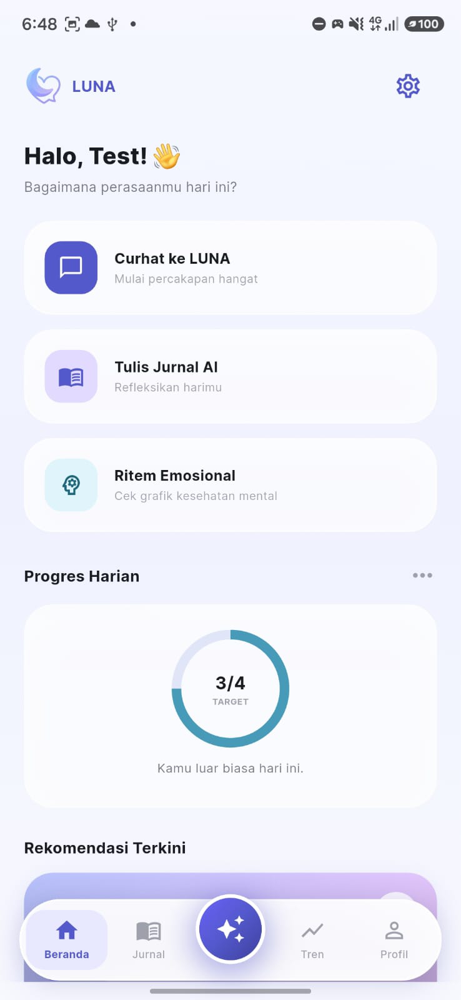 6:48
4G
100
LUNA
Halo, Test! 👋
Bagaimana perasaanmu hari ini?
Curhat ke LUNA
Mulai percakapan hangat
Tulis Jurnal AI
Refleksikan harimu
Ritem Emosional
Cek grafik kesehatan mental
Progres Harian
3/4
TARGET
Kamu luar biasa hari ini.
Rekomendasi Terkini
Beranda
Jurnal
Tren
Profil